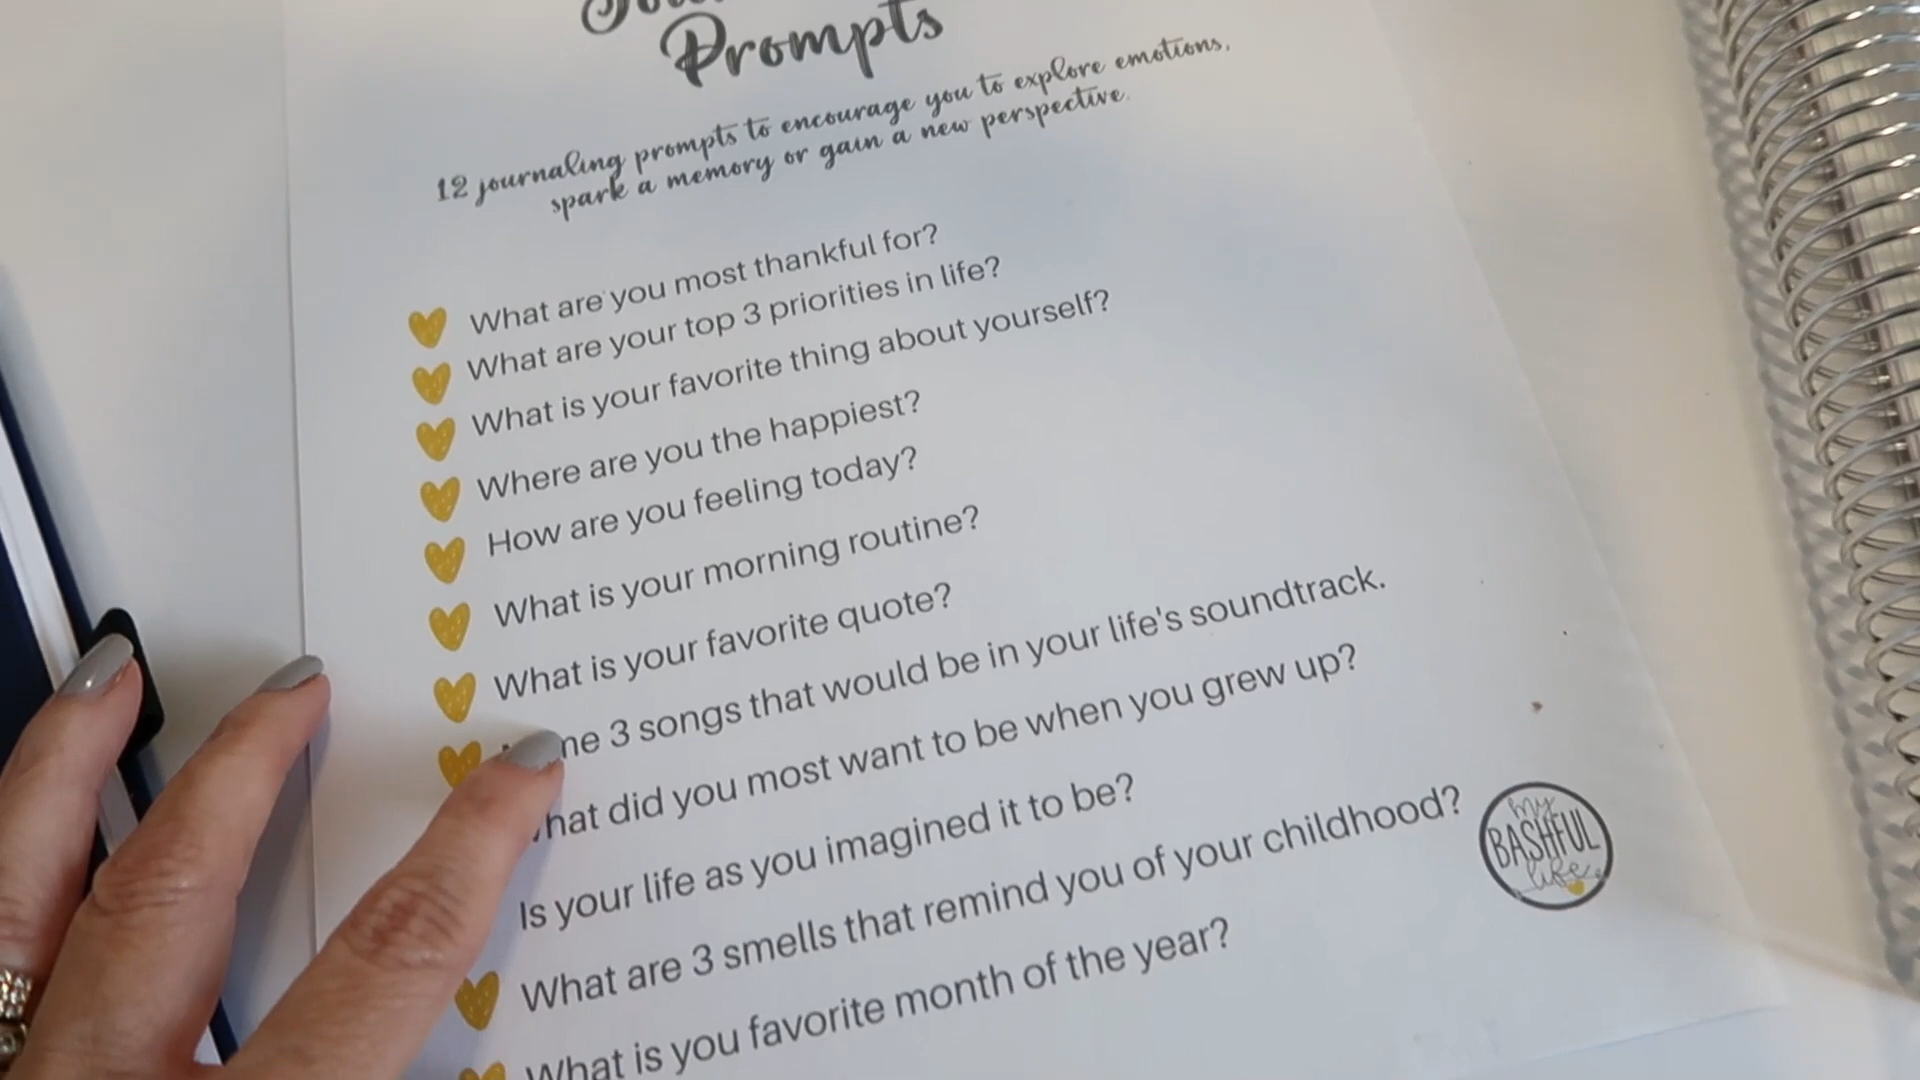 Prompts
12 journaling prompts to encourage you to explore emotions,
spark a memory or gain a new perspective.
What are you most thankful for?
What are your top 3 priorities in life?
What is your favorite thing about yourself?
Where are you the happiest?
How are you feeling today?
What is your morning routine?
What is your favorite quote?
3 songs that would be in your life's soundtrack.
did you most want to be when you grew up?
Is your life as you imagined it to be?
What are 3 smells that remind you of your childhood?
What is you favorite month of the year?
my
BASHFUL
life